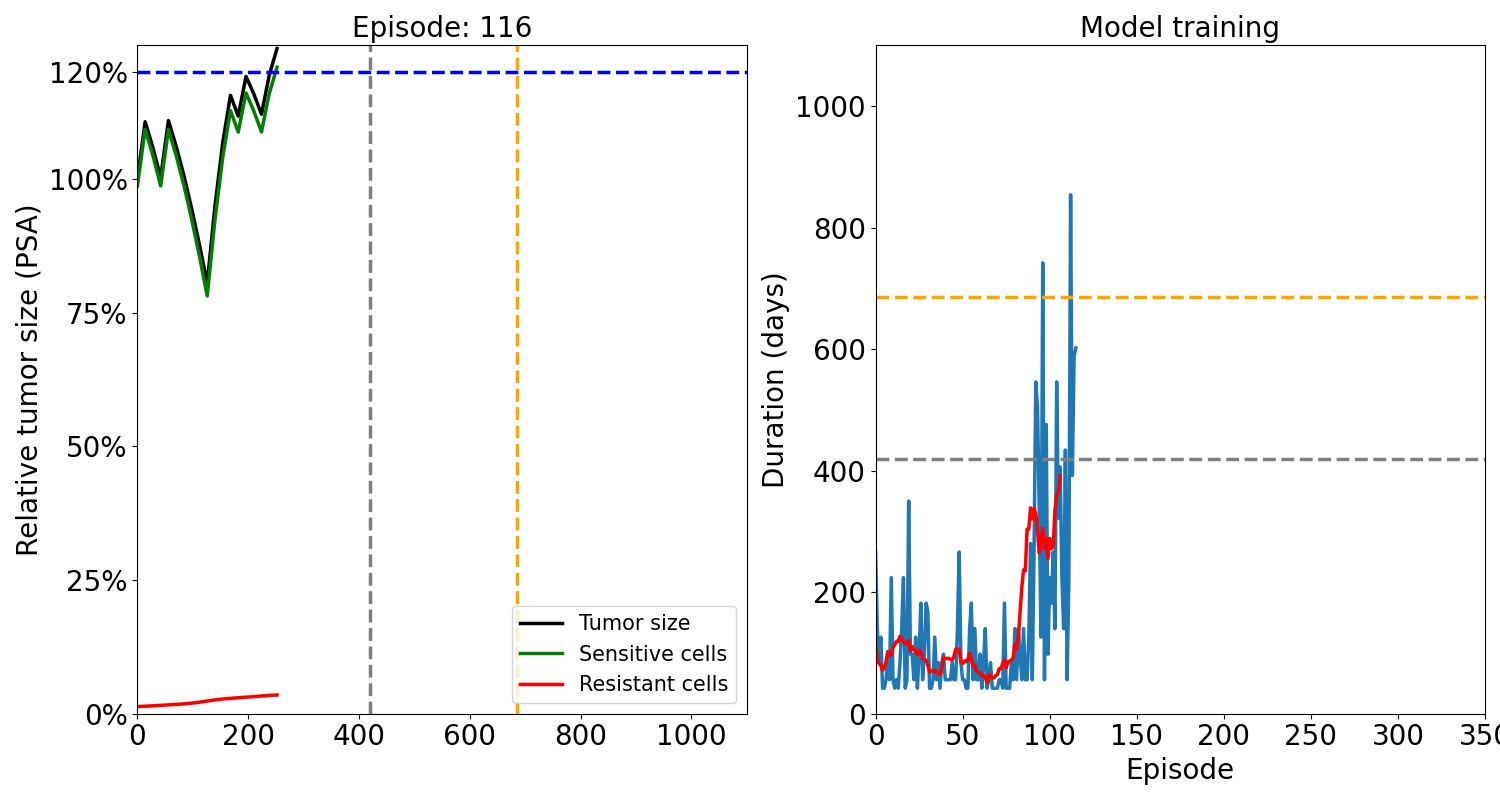 Episode: 116
Relative tumor size (PSA)
120%
100%
75%
50%
25%
0%
0 200 400 600 800 1000
Tumor size
Sensitive cells
Resistant cells
Model training
Duration (days)
1000
800
600
400
200
0
0 50 100 150 200 250 300 350
Episode